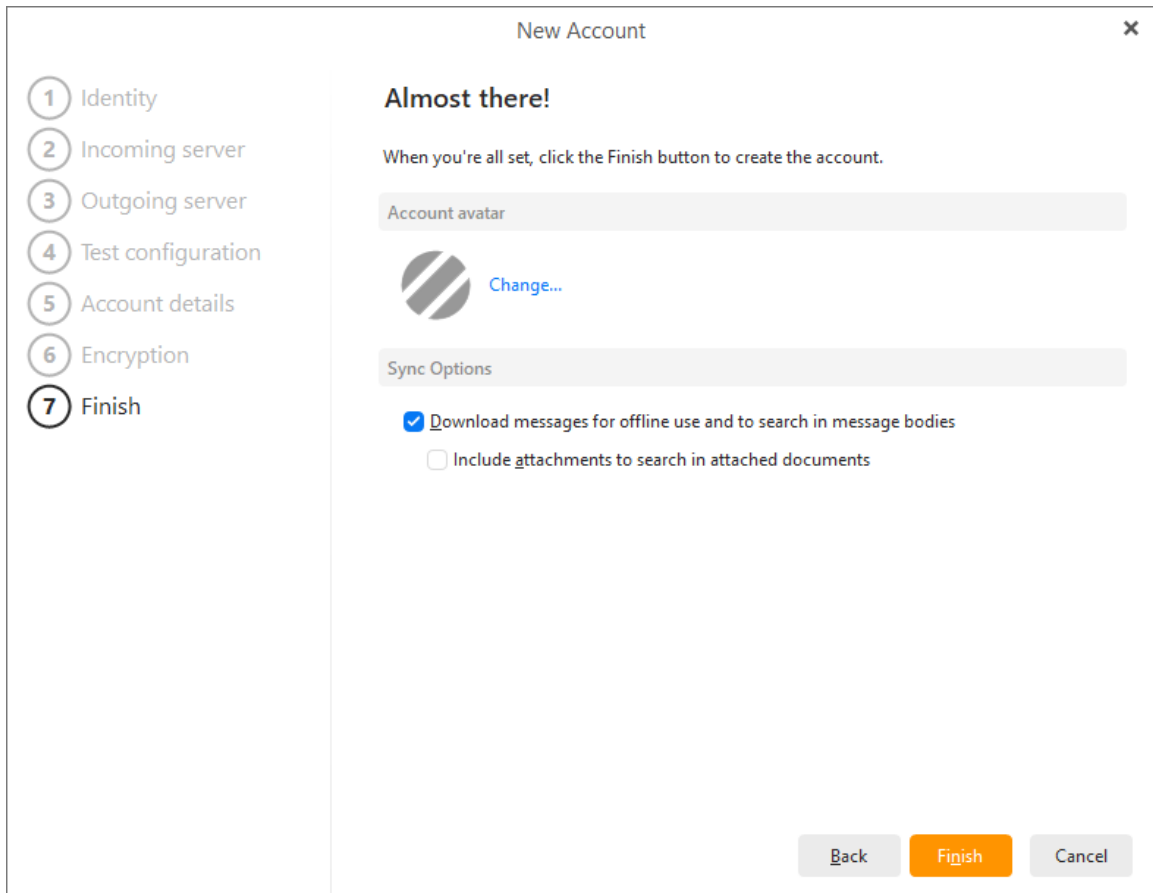 New Account
1 Identity
2 Incoming server
3 Outgoing server
4 Test configuration
5 Account details
6 Encryption
7 Finish
Almost there!
When you're all set, click the Finish button to create the account.
Account avatar
Change...
Sync Options
Download messages for offline use and to search in message bodies
Include attachments to search in attached documents
Back Finish Cancel